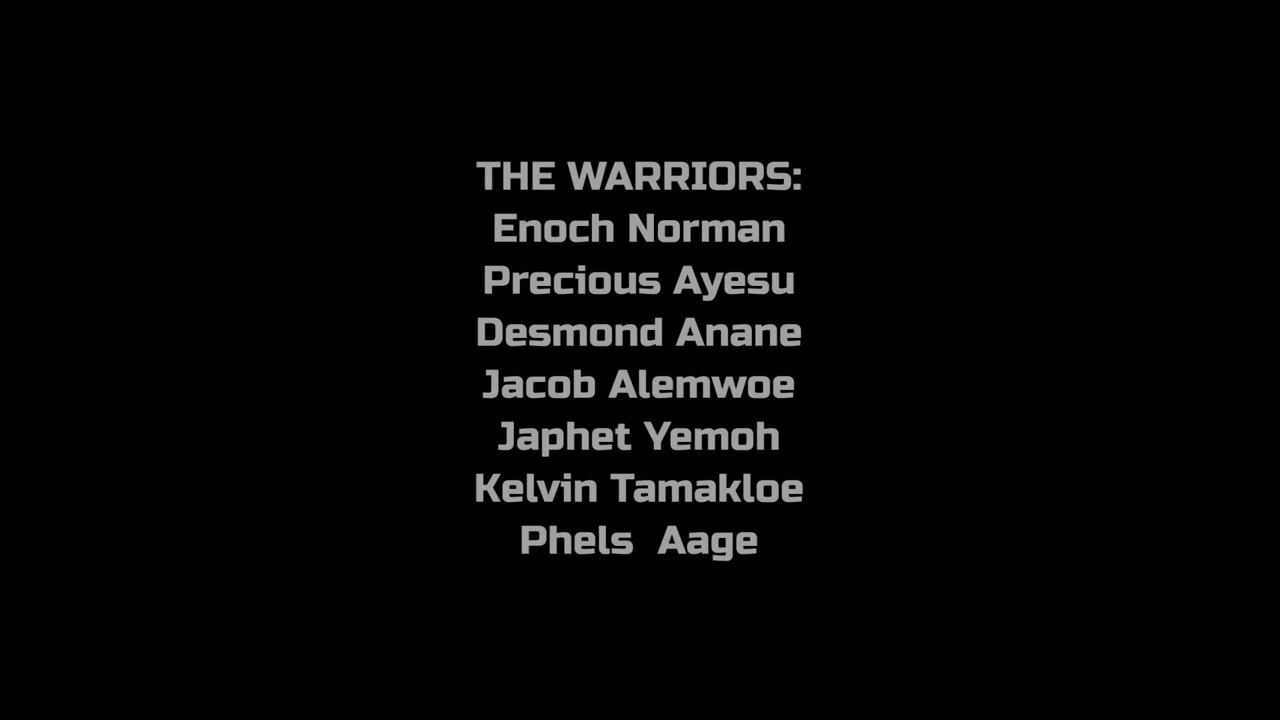 THE WARRIORS:
Enoch Norman
Precious Ayesu
Desmond Anane
Jacob Alemwoe
Japhet Yemoh
Kelvin Tamakloe
Phels  Aage